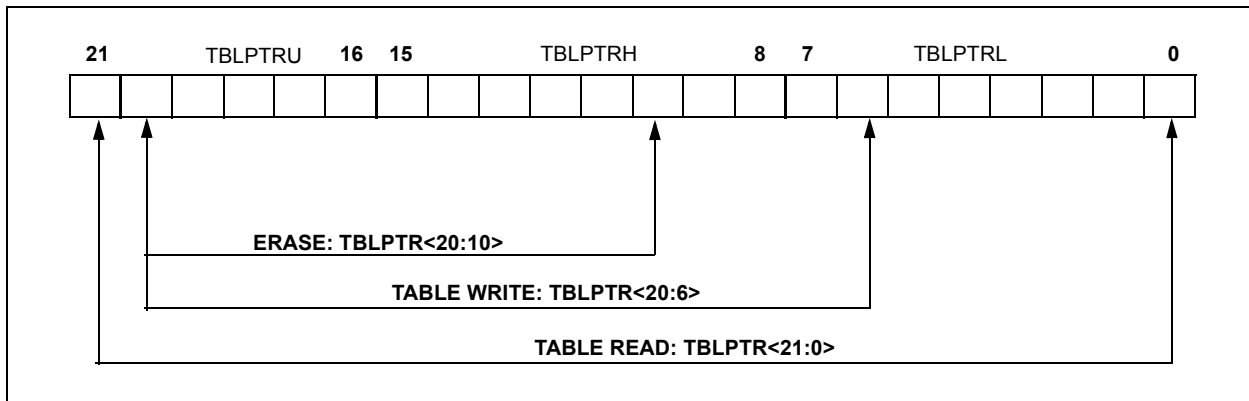 21 TBLPTRU 16 15 TBLPTRH 8 7 TBLPTRL 0
ERASE: TBLPTR<20:10>
TABLE WRITE: TBLPTR<20:6>
TABLE READ: TBLPTR<21:0>